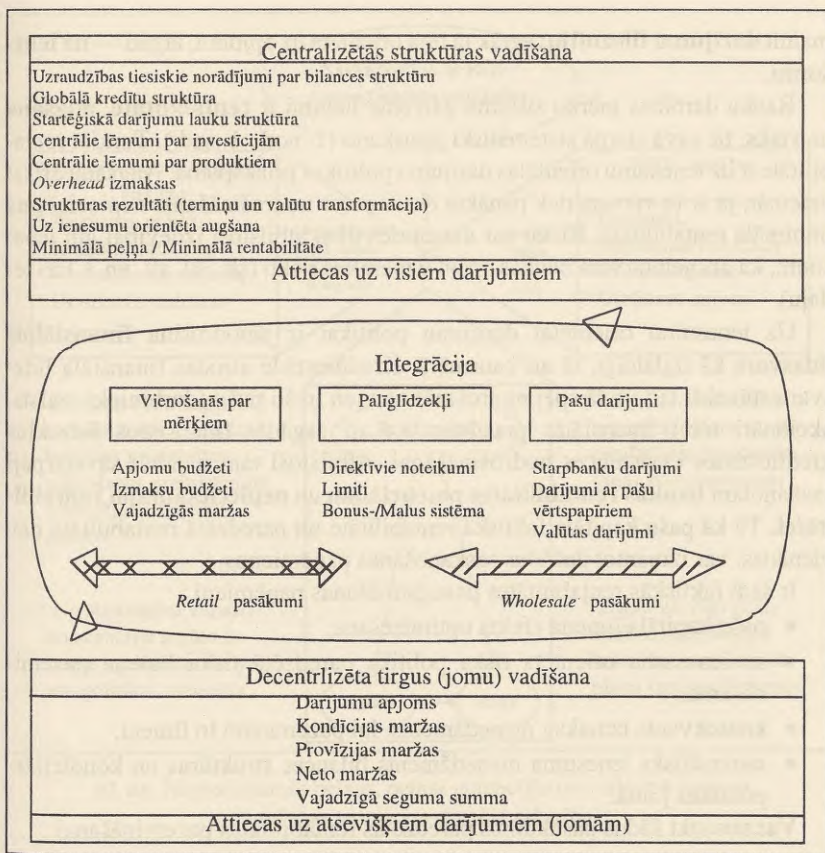 Centralizētās struktūras vadīšana
Uzraudzības tiesiskie norādījumi par bilances struktūru
Globālā kredītu struktūra
Startēģiskā darījumu lauku struktūra
Centrālie lēmumi par investīcijām
Centrālie lēmumi par produktiem
Overhead izmaksas
Struktūras rezultāti (termiņu un valūtu transformācija)
Uz ienesumu orientēta augšana
Minimālā peļņa / Minimālā rentabilitāte
Attiecas uz visiem darījumiem
Integrācija
Vienošanās par mērķiem
Palīglīdzekļi
Pašu darījumi
Apjomu budžeti
Izmaksu budžeti
Vajadzīgās maržas
Direktīvie noteikumi
Limiti
Bonus-/Malus sistēma
Starpbanku darījumi
Darījumi ar pašu
vērtspapīriem
Valūtas darījumi
Retail pasākumi
Wholesale pasākumi
Decentrlizēta tirgus (jomu) vadīšana
Darījumu apjoms
Kondīcijas maržas
Provīzijas maržas
Neto maržas
Vajadzīgā seguma summa
Attiecas uz atsevišķiem darījumiem (jomām)